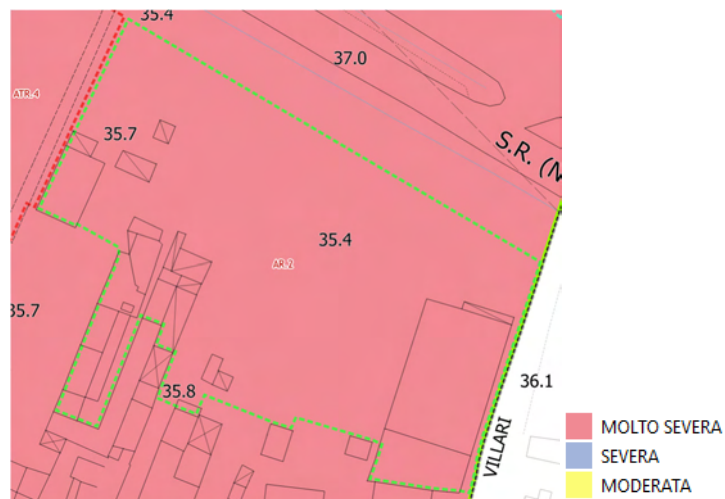 35.4
37.0
ATR.4
35.7
S.R. (M
35.4
AR.2
35.7
36.1
35.8
VILLARI
MOLTO SEVERA
SEVERA
MODERATA